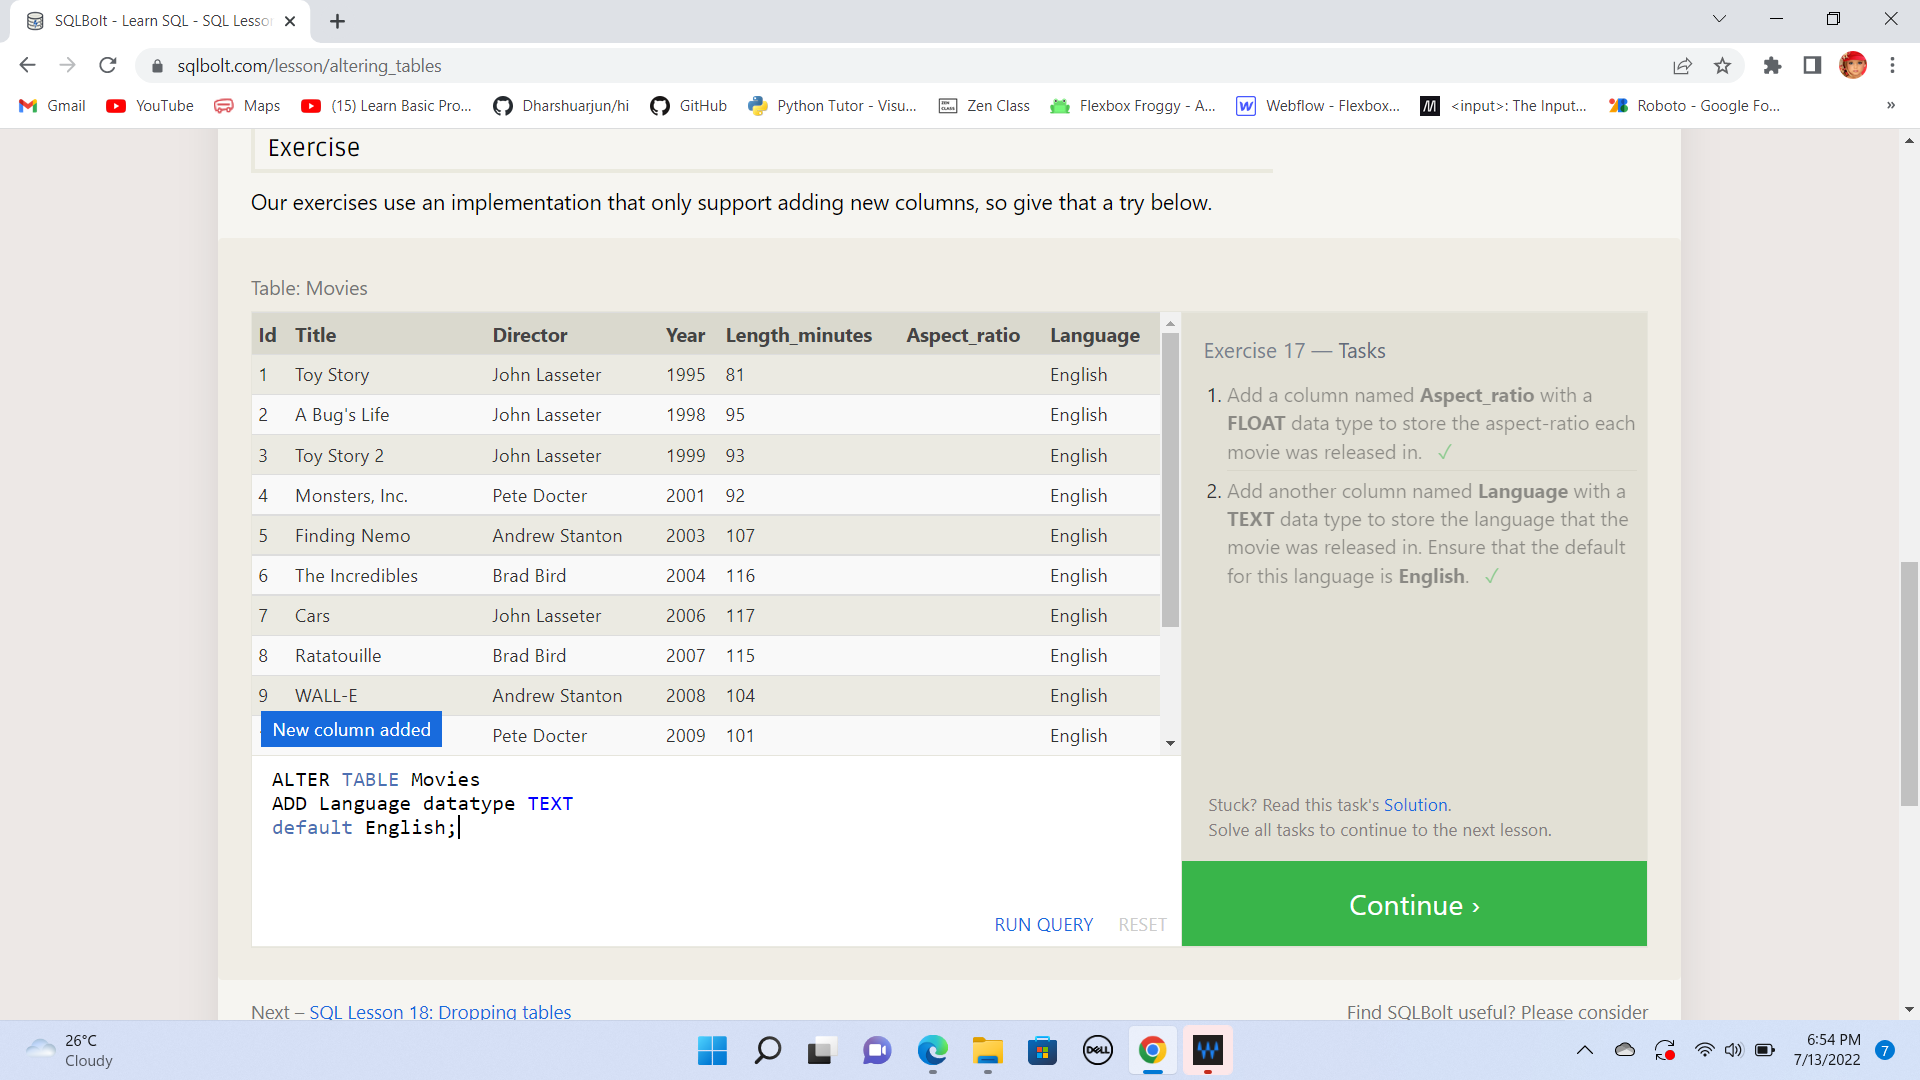 SQLBolt - Learn SQL - SQL Lesson
sqlbolt.com/lesson/altering_tables
Gmail YouTube Maps (15) Learn Basic Pro... Dharshuarjun/hi GitHub Python Tutor - Visu... Zen Class Flexbox Froggy - A... Webflow - Flexbox... <input>: The Input... Roboto - Google Fo... »
Exercise
Our exercises use an implementation that only support adding new columns, so give that a try below.
Table: Movies
Id Title Director Year Length_minutes Aspect_ratio Language
1 Toy Story John Lasseter 1995 81 English
2 A Bug's Life John Lasseter 1998 95 English
3 Toy Story 2 John Lasseter 1999 93 English
4 Monsters, Inc. Pete Docter 2001 92 English
5 Finding Nemo Andrew Stanton 2003 107 English
6 The Incredibles Brad Bird 2004 116 English
7 Cars John Lasseter 2006 117 English
8 Ratatouille Brad Bird 2007 115 English
9 WALL-E Andrew Stanton 2008 104 English
New column added Pete Docter 2009 101 English
ALTER TABLE Movies
ADD Language datatype TEXT
default English;
RUN QUERY RESET
Exercise 17 — Tasks
1. Add a column named Aspect_ratio with a
FLOAT data type to store the aspect-ratio each
movie was released in. ✓
2. Add another column named Language with a
TEXT data type to store the language that the
movie was released in. Ensure that the default
for this language is English. ✓
Stuck? Read this task's Solution.
Solve all tasks to continue to the next lesson.
Continue ›
Next – SQL Lesson 18: Dropping tables
Find SQLBolt useful? Please consider
26°C
Cloudy
DELL
6:54 PM
7/13/2022
7